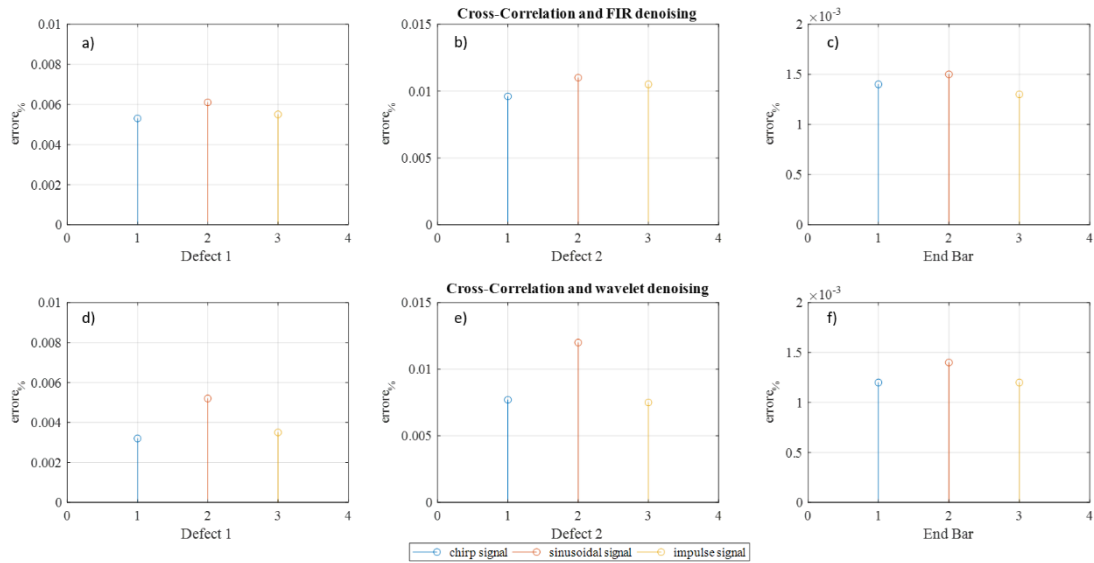 Cross-Correlation and FIR denoising
a)
0.01
0.008
0.006
0.004
0.002
0
errore%
0 1 2 3 4
Defect 1
b)
0.015
0.01
0.005
0
errore%
0 1 2 3 4
Defect 2
c)
×10-3
2
1.5
1
0.5
0
errore%
0 1 2 3 4
End Bar
Cross-Correlation and wavelet denoising
d)
0.01
0.008
0.006
0.004
0.002
0
errore%
0 1 2 3 4
Defect 1
e)
0.015
0.01
0.005
0
errore%
0 1 2 3 4
Defect 2
f)
×10-3
2
1.5
1
0.5
0
errore%
0 1 2 3 4
End Bar
chirp signal sinusoidal signal impulse signal